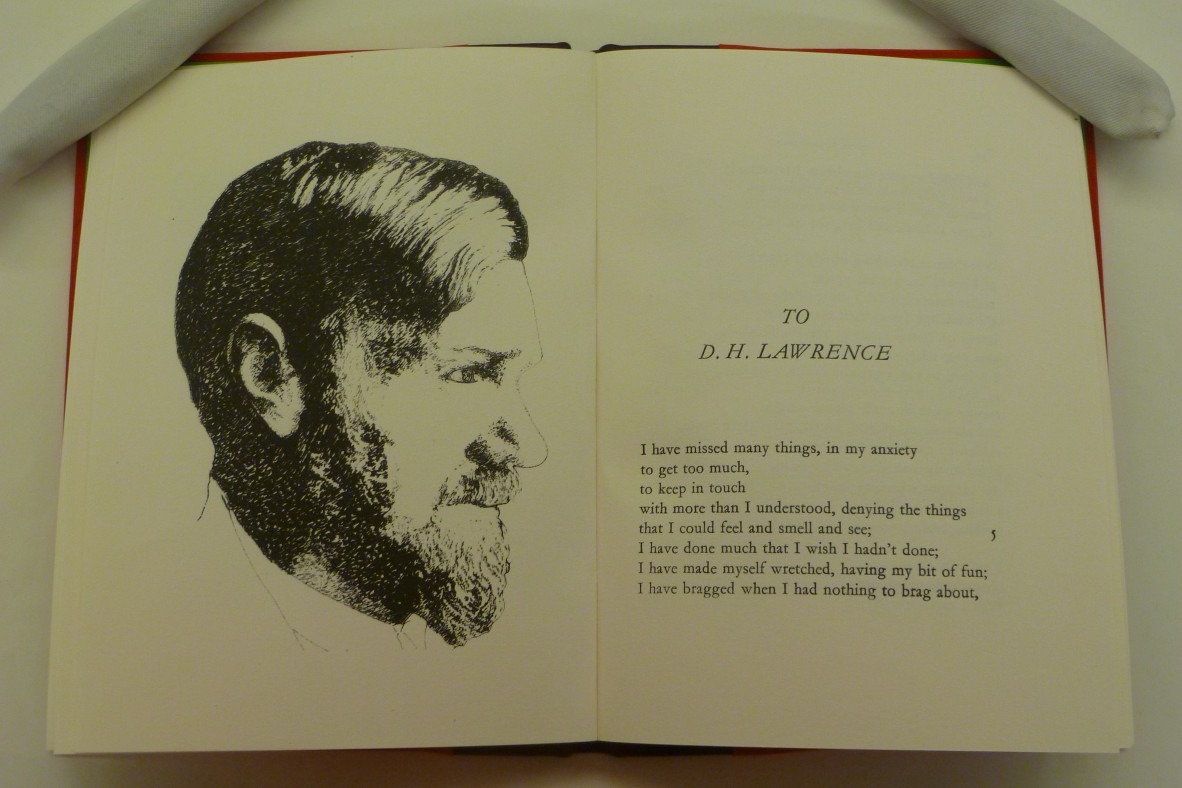 TO
D. H. LAWRENCE
I have missed many things, in my anxiety
to get too much,
to keep in touch
with more than I understood, denying the things
that I could feel and smell and see; 5
I have done much that I wish I hadn't done;
I have made myself wretched, having my bit of fun;
I have bragged when I had nothing to brag about,